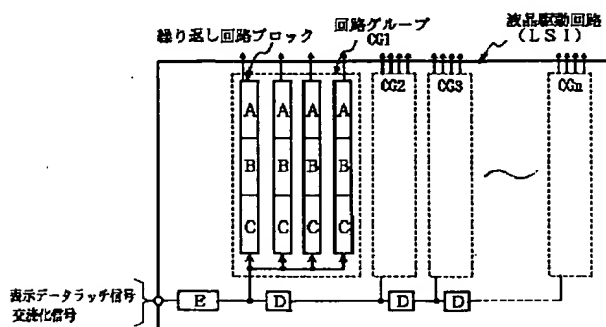 液晶駆動回路
(LSI)
繰り返し回路ブロック
回路グループ
CG1
CG2
CG3
CGn
A A A A
B B B B
C C C C
表示データラッチ信号
交流化信号
E D D D